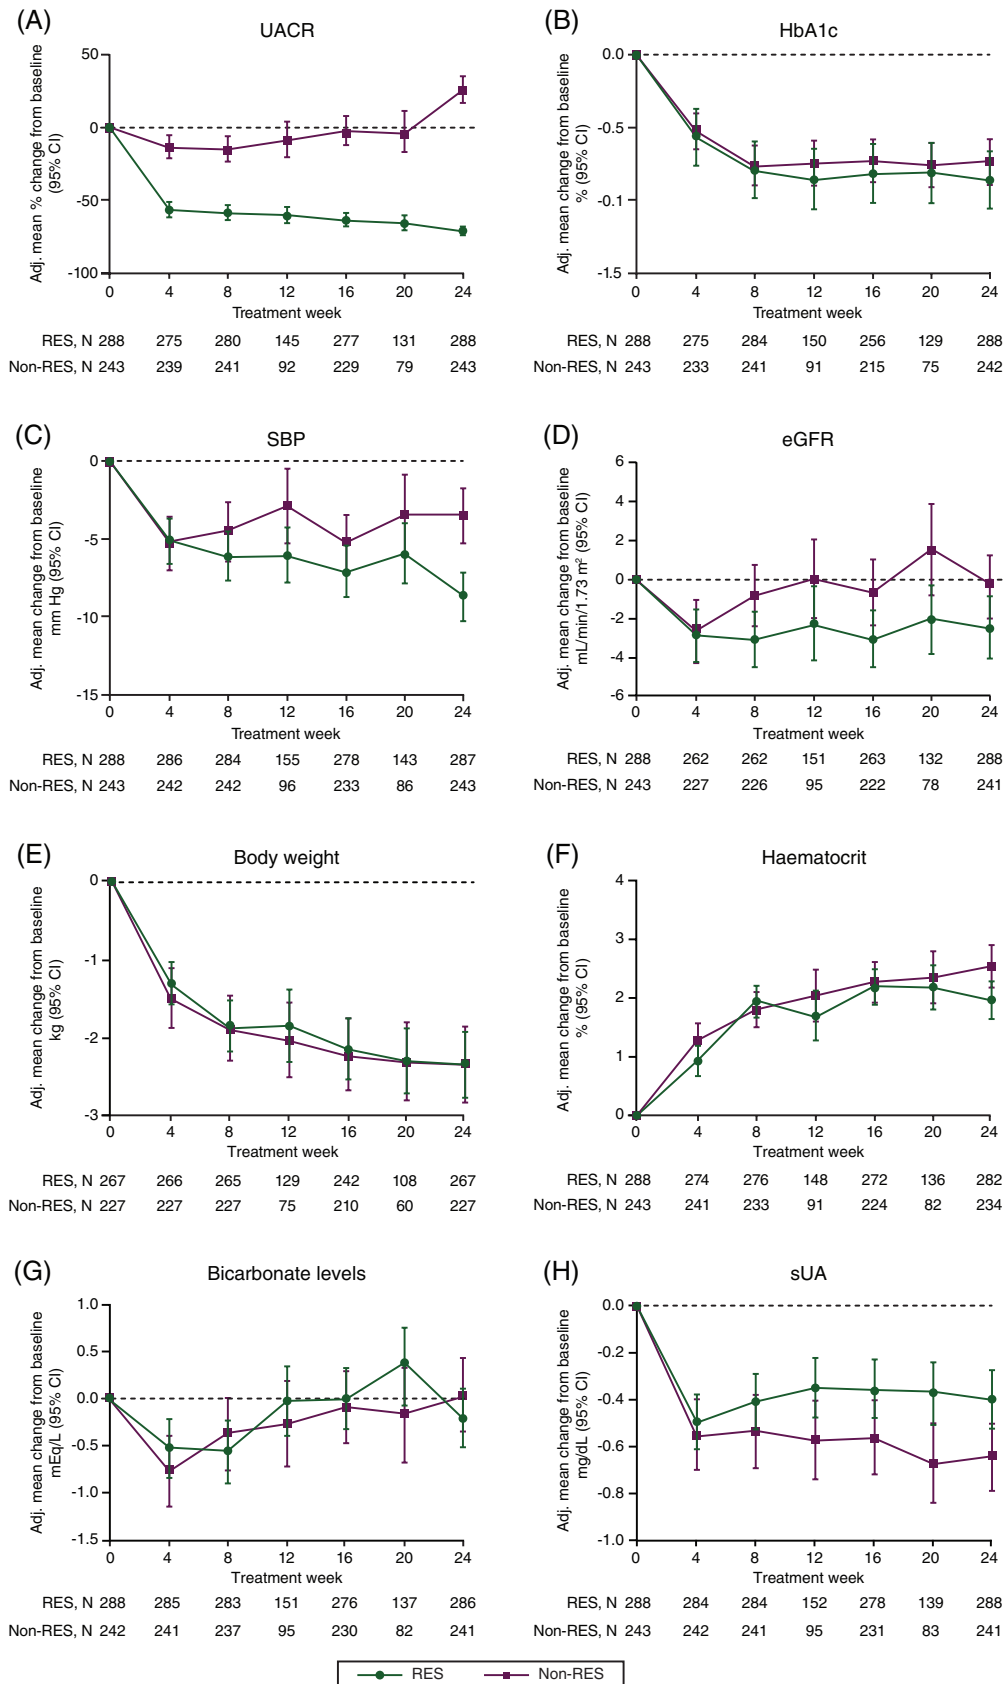 (A)
UACR
Adj. mean % change from baseline
(95% CI)
50
0
-50
-100
0 4 8 12 16 20 24
Treatment week
RES, N 288 275 280 145 277 131 288
Non-RES, N 243 239 241 92 229 79 243
(B)
HbA1c
Adj. mean change from baseline
% (95% CI)
0.0
-0.5
-0.1
-1.5
0 4 8 12 16 20 24
Treatment week
RES, N 288 275 284 150 256 129 288
Non-RES, N 243 233 241 91 215 75 242
(C)
SBP
Adj. mean change from baseline
mm Hg (95% CI)
0
-5
-10
-15
0 4 8 12 16 20 24
Treatment week
RES, N 288 286 284 155 278 143 287
Non-RES, N 243 242 242 96 233 86 243
(D)
eGFR
Adj. mean change from baseline
mL/min/1.73 m² (95% CI)
6
4
2
0
-2
-4
-6
0 4 8 12 16 20 24
Treatment week
RES, N 288 262 262 151 263 132 288
Non-RES, N 243 227 226 95 222 78 241
(E)
Body weight
Adj. mean change from baseline
kg (95% CI)
0
-1
-2
-3
0 4 8 12 16 20 24
Treatment week
RES, N 267 266 265 129 242 108 267
Non-RES, N 227 227 227 75 210 60 227
(F)
Haematocrit
Adj. mean change from baseline
% (95% CI)
4
3
2
1
0
0 4 8 12 16 20 24
Treatment week
RES, N 288 274 276 148 272 136 282
Non-RES, N 243 241 233 91 224 82 234
(G)
Bicarbonate levels
Adj. mean change from baseline
mEq/L (95% CI)
1.0
0.5
0.0
-0.5
-1.0
-1.5
0 4 8 12 16 20 24
Treatment week
RES, N 288 285 283 151 276 137 286
Non-RES, N 242 241 237 95 230 82 241
(H)
sUA
Adj. mean change from baseline
mg/dL (95% CI)
0.0
-0.2
-0.4
-0.6
-0.8
-1.0
0 4 8 12 16 20 24
Treatment week
RES, N 288 284 284 152 278 139 288
Non-RES, N 243 242 241 95 231 83 241
RES Non-RES